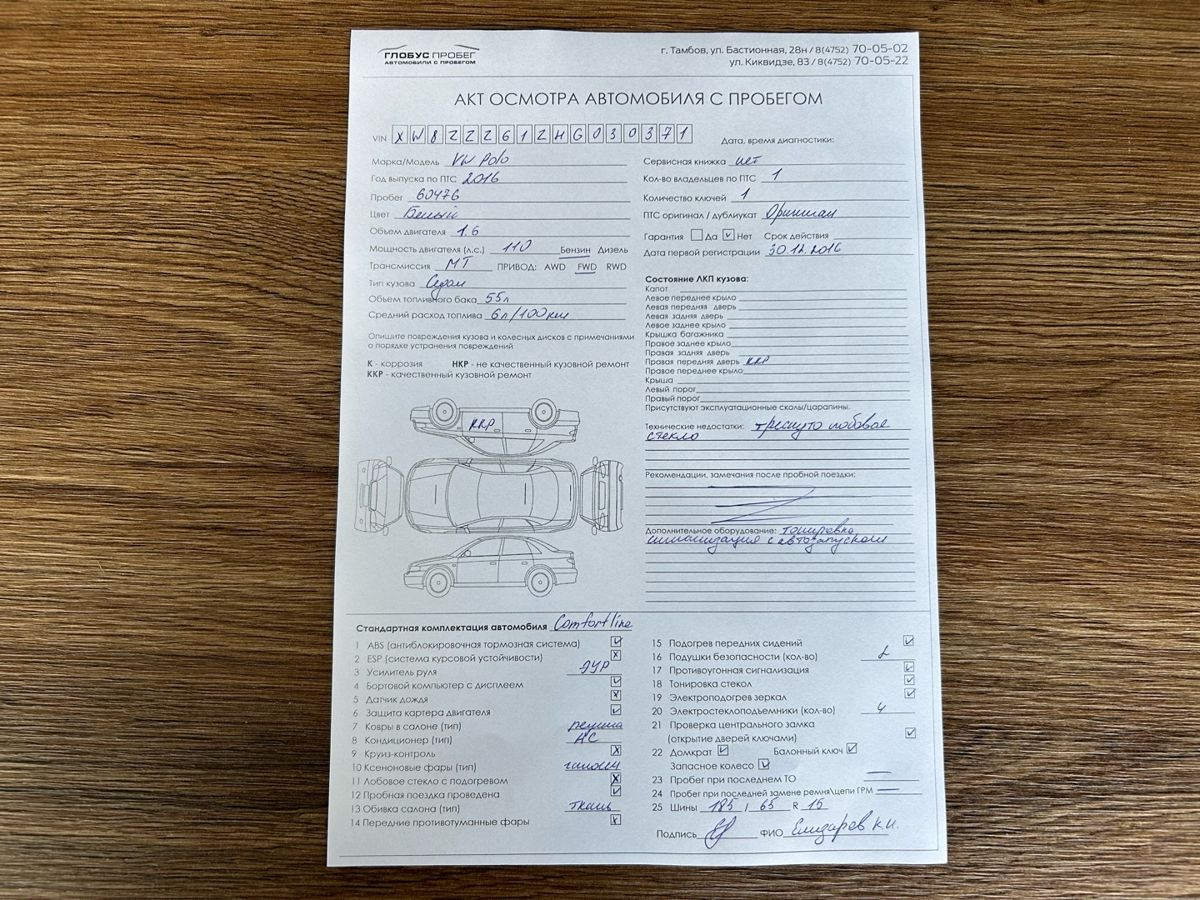 ГЛОБУС ПРОБЕГ
АВТОМОБИЛИ С ПРОБЕГОМ
г. Тамбов, ул. Бастионная, 28н / 8(4752) 70-05-02
ул. Киквидзе, 83 / 8(4752) 70-05-22
АКТ ОСМОТРА АВТОМОБИЛЯ С ПРОБЕГОМ
VIN XW8ZZZ61ZHG030371
Дата, время диагностики:
Марка/Модель VW Polo
Год выпуска по ПТС 2016
Пробег 60476
Цвет Белый
Объем двигателя 1.6
Мощность двигателя (л.с.) 110 Бензин Дизель
Трансмиссия МТ ПРИВОД: AWD FWD RWD
Тип кузова Седан
Объем топливного бака 55л
Средний расход топлива 6л/100км
Сервисная книжка нет
Кол-во владельцев по ПТС 1
Количество ключей 1
ПТС оригинал / дубликат Оригинал
Гарантия Да Нет Срок действия
Дата первой регистрации 30.12.2016
Опишите повреждения кузова и колесных дисков с примечаниями
о порядке устранения повреждений
К - коррозия НКР - не качественный кузовной ремонт
ККР - качественный кузовной ремонт
ККР
Состояние ЛКП кузова:
Капот
Левое переднее крыло
Левая передняя дверь
Левая задняя дверь
Левое заднее крыло
Крышка багажника
Правое заднее крыло
Правая задняя дверь
Правая передняя дверь ККР
Правое переднее крыло
Крыша
Левый порог
Правый порог
Присутствуют эксплуатационные сколы/царапины.
Технические недостатки: треснуто лобовое
стекло
Рекомендации, замечания после пробной поездки:
Дополнительное оборудование: тонировка
сигнализация с автозапуском
Стандартная комплектация автомобиля Comfortline
1 ABS (антиблокировочная тормозная система)
2 ESP (система курсовой устойчивости)
3 Усилитель руля ЭУР
4 Бортовой компьютер с дисплеем
5 Датчик дождя
6 Защита картера двигателя
7 Ковры в салоне (тип) резина
8 Кондиционер (тип) AC
9 Круиз-контроль
10 Ксеноновые фары (тип) галоген
11 Лобовое стекло с подогревом
12 Пробная поездка проведена
13 Обивка салона (тип) ткань
14 Передние противотуманные фары
15 Подогрев передних сидений
16 Подушки безопасности (кол-во) 2
17 Противоугонная сигнализация
18 Тонировка стекол
19 Электроподогрев зеркал
20 Электростеклоподъемники (кол-во) 4
21 Проверка центрального замка
(открытие дверей ключами)
22 Домкрат Балонный ключ
Запасное колесо
23 Пробег при последнем ТО
24 Пробег при последней замене ремня\цепи ГРМ
25 Шины 185 / 65 R 15
Подпись ФИО К.И.